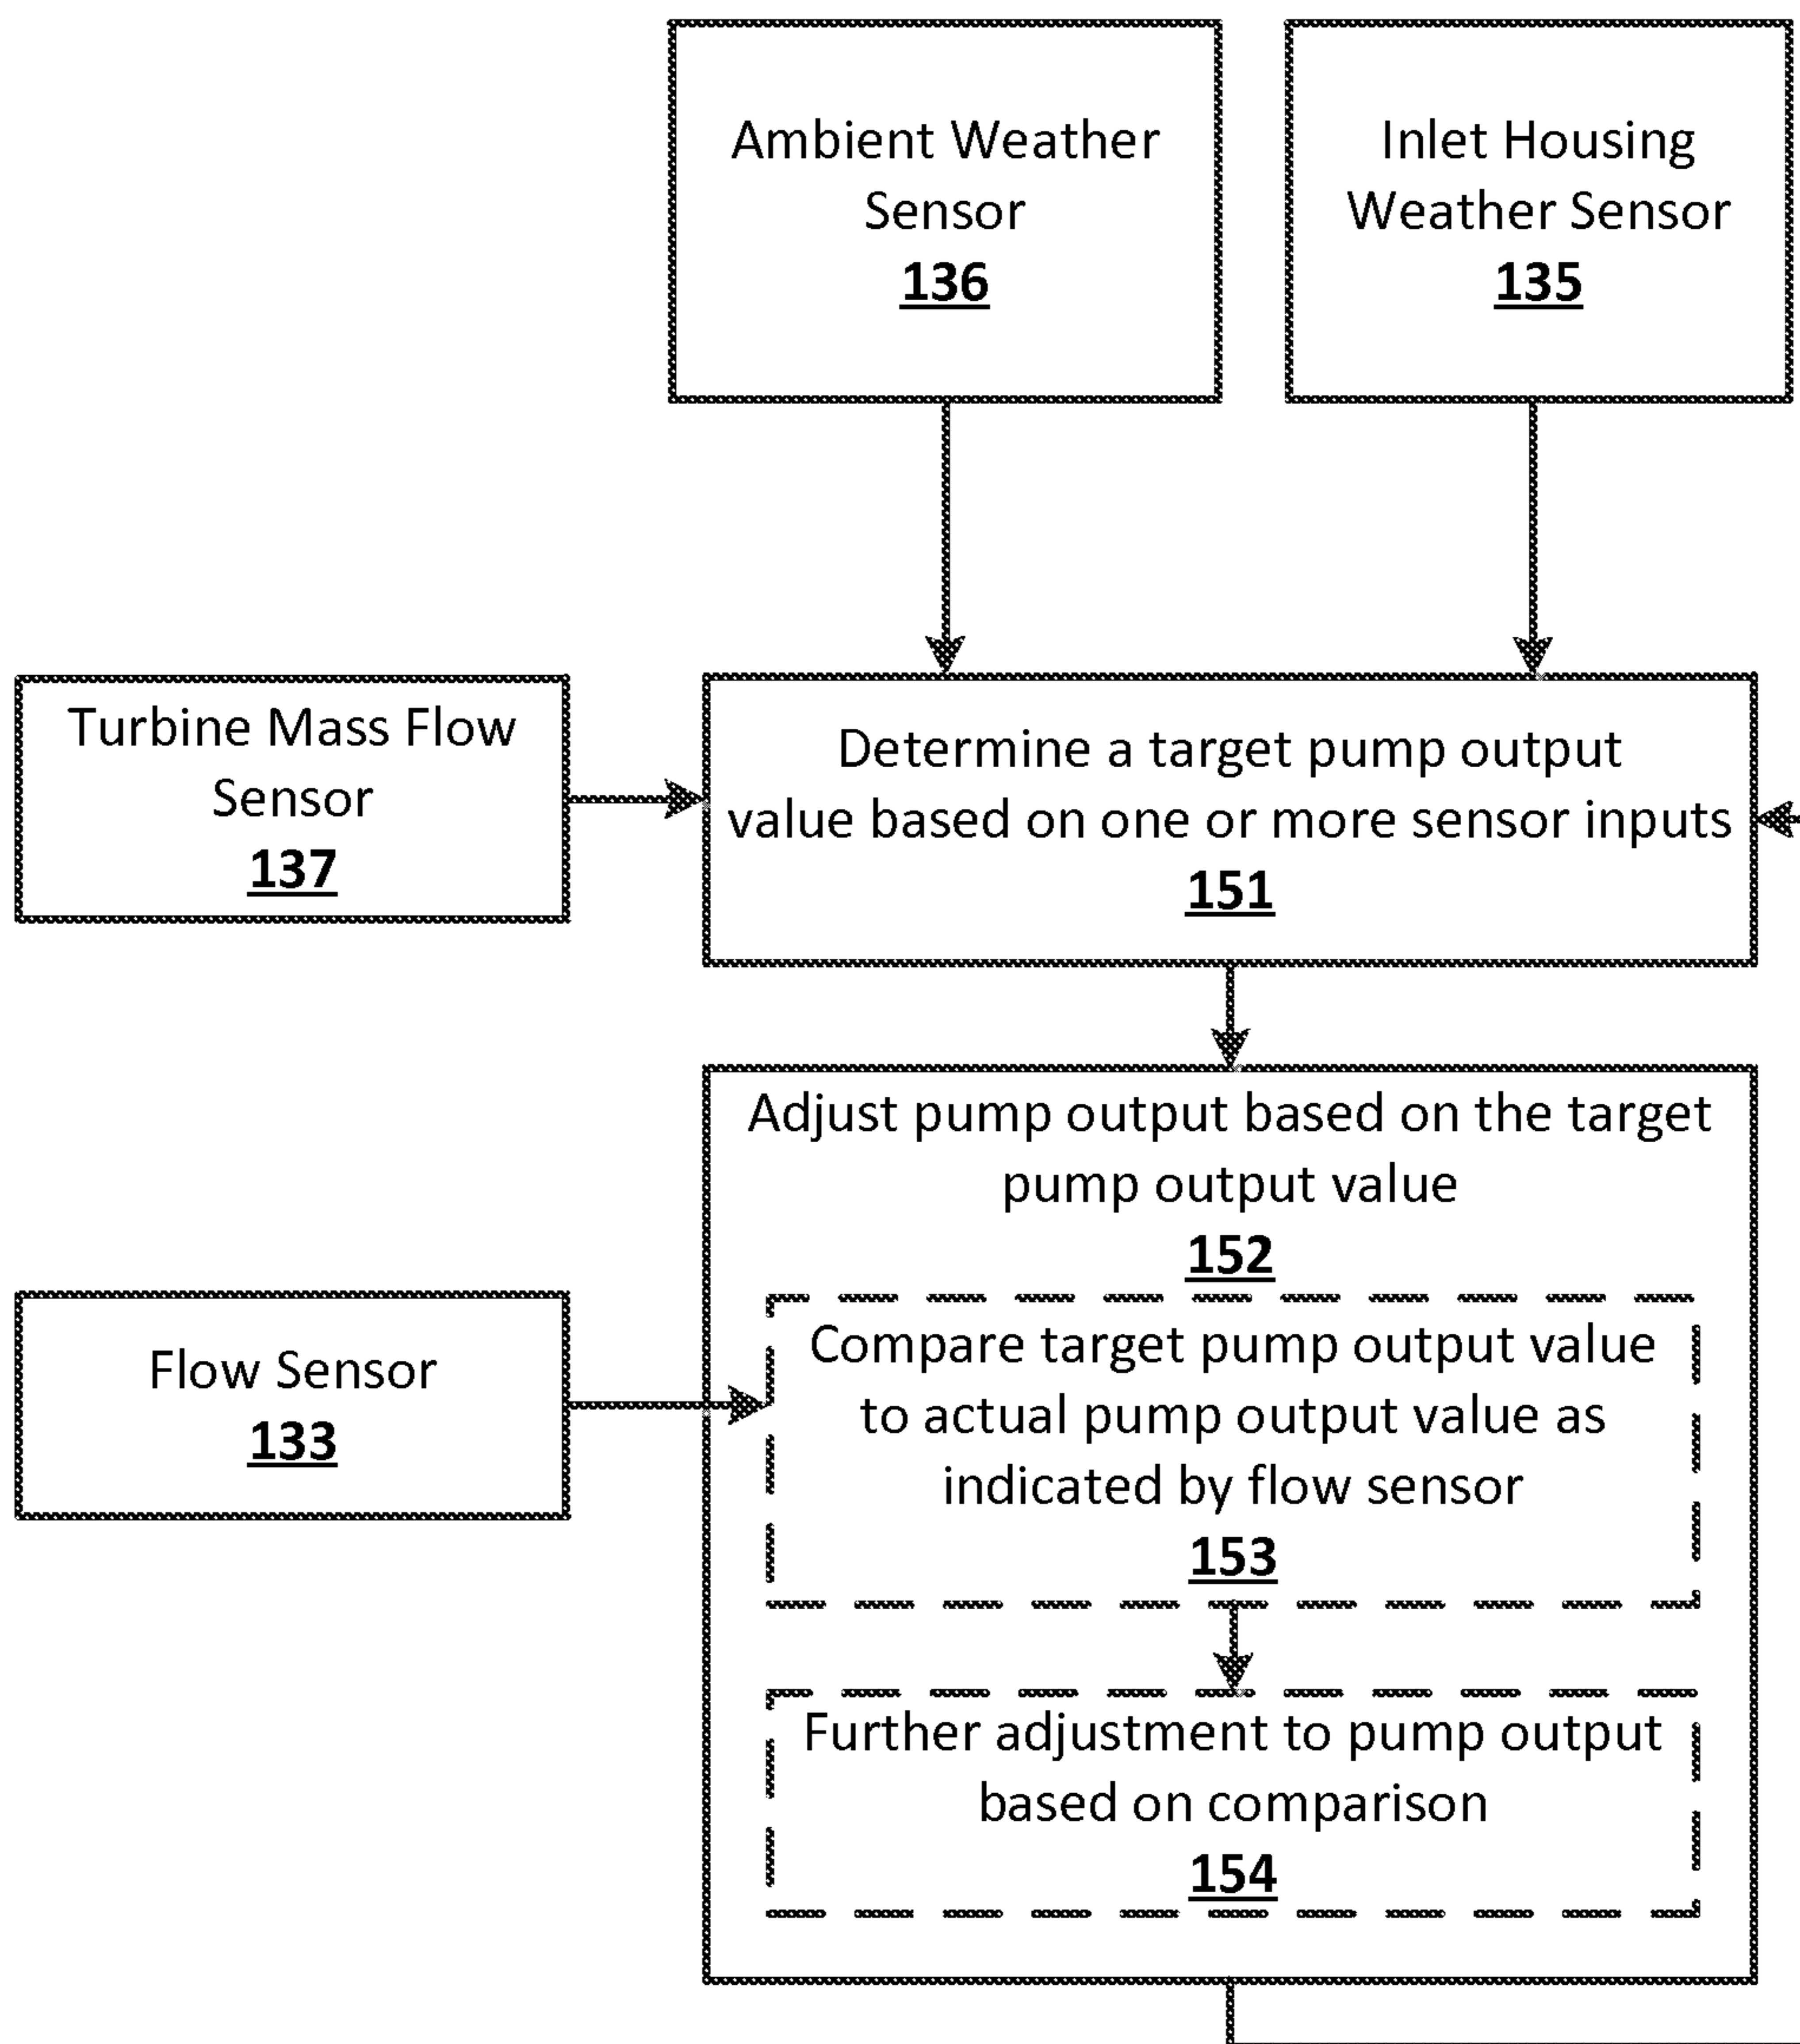 Ambient Weather
Sensor
136
Inlet Housing
Weather Sensor
135
Turbine Mass Flow
Sensor
137
Determine a target pump output
value based on one or more sensor inputs
151
Adjust pump output based on the target
pump output value
152
Flow Sensor
133
Compare target pump output value
to actual pump output value as
indicated by flow sensor
153
Further adjustment to pump output
based on comparison
154